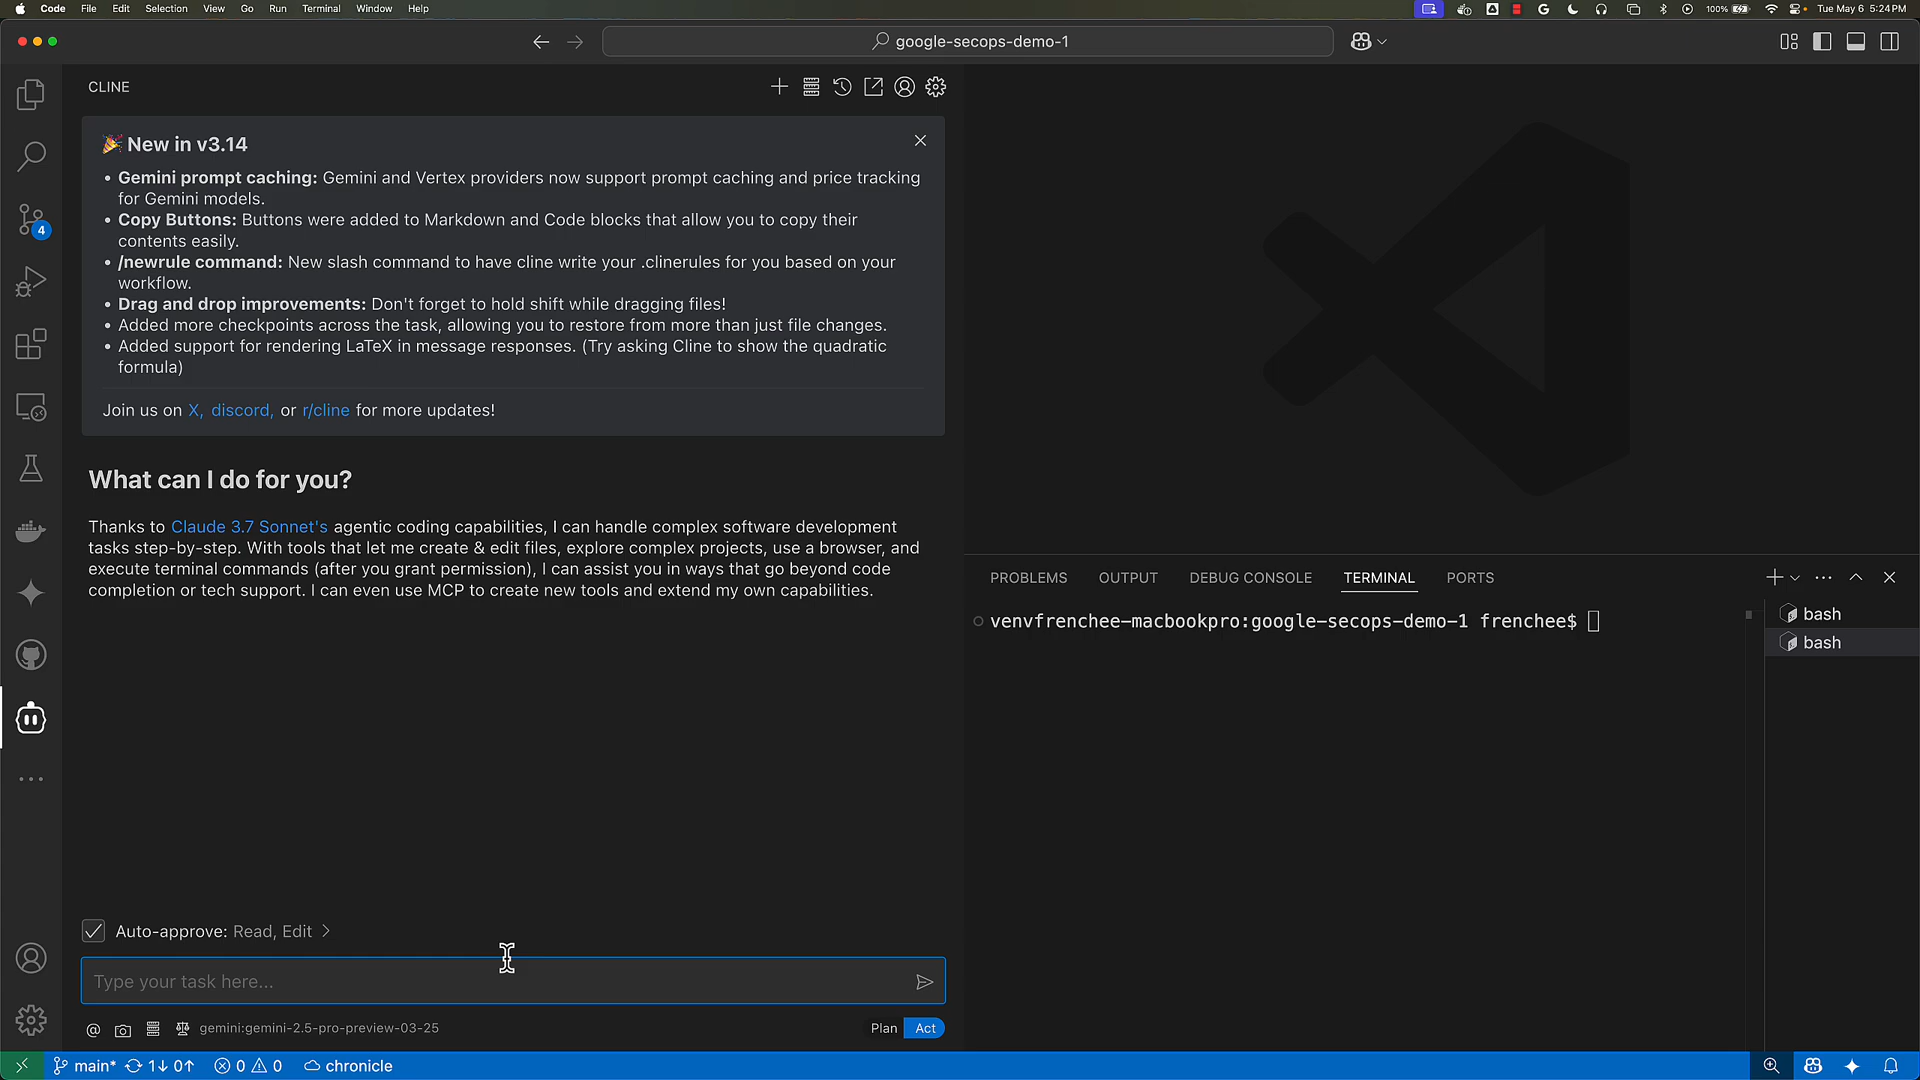 Code File Edit Selection View Go Run Terminal Window Help
100% Tue May 6 5:24 PM
google-secops-demo-1
CLINE
New in v3.14
• Gemini prompt caching: Gemini and Vertex providers now support prompt caching and price tracking
for Gemini models.
• Copy Buttons: Buttons were added to Markdown and Code blocks that allow you to copy their
contents easily.
• /newrule command: New slash command to have cline write your .clinerules for you based on your
workflow.
• Drag and drop improvements: Don't forget to hold shift while dragging files!
• Added more checkpoints across the task, allowing you to restore from more than just file changes.
• Added support for rendering LaTeX in message responses. (Try asking Cline to show the quadratic
formula)
Join us on X, discord, or r/cline for more updates!
4
What can I do for you?
Thanks to Claude 3.7 Sonnet's agentic coding capabilities, I can handle complex software development
tasks step-by-step. With tools that let me create & edit files, explore complex projects, use a browser, and
execute terminal commands (after you grant permission), I can assist you in ways that go beyond code
completion or tech support. I can even use MCP to create new tools and extend my own capabilities.
PROBLEMS OUTPUT DEBUG CONSOLE TERMINAL PORTS
venvfrenchee-macbookpro:google-secops-demo-1 frenchee$
bash
bash
Auto-approve: Read, Edit
Type your task here...
@ gemini:gemini-2.5-pro-preview-03-25
Plan Act
main* 1↓ 0↑ 0 0 chronicle